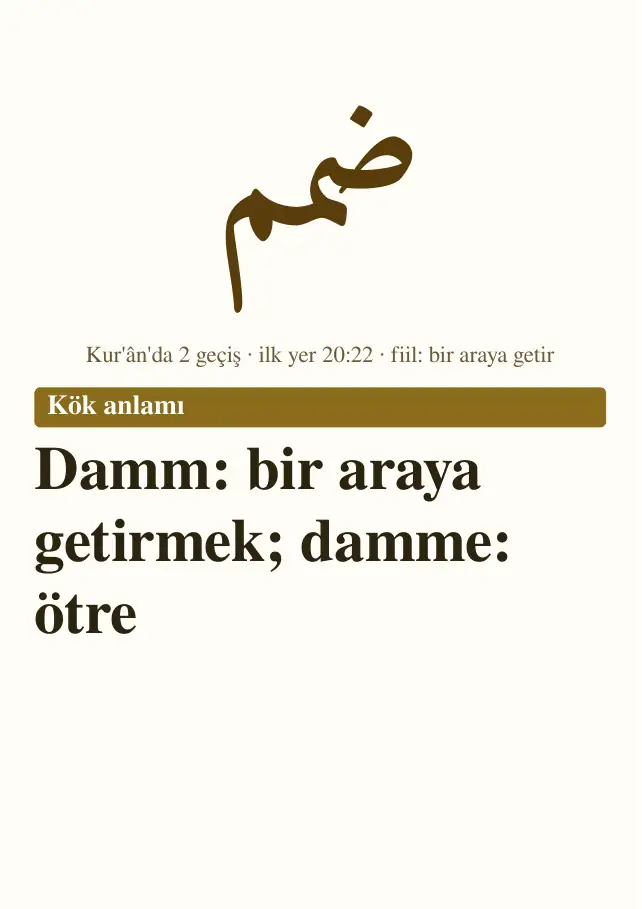 ضمم
Kur'ân'da 2 geçiş · ilk yer 20:22 · fiil: bir araya getir
Kök anlamı
Damm: bir araya
getirmek; damme:
ötre